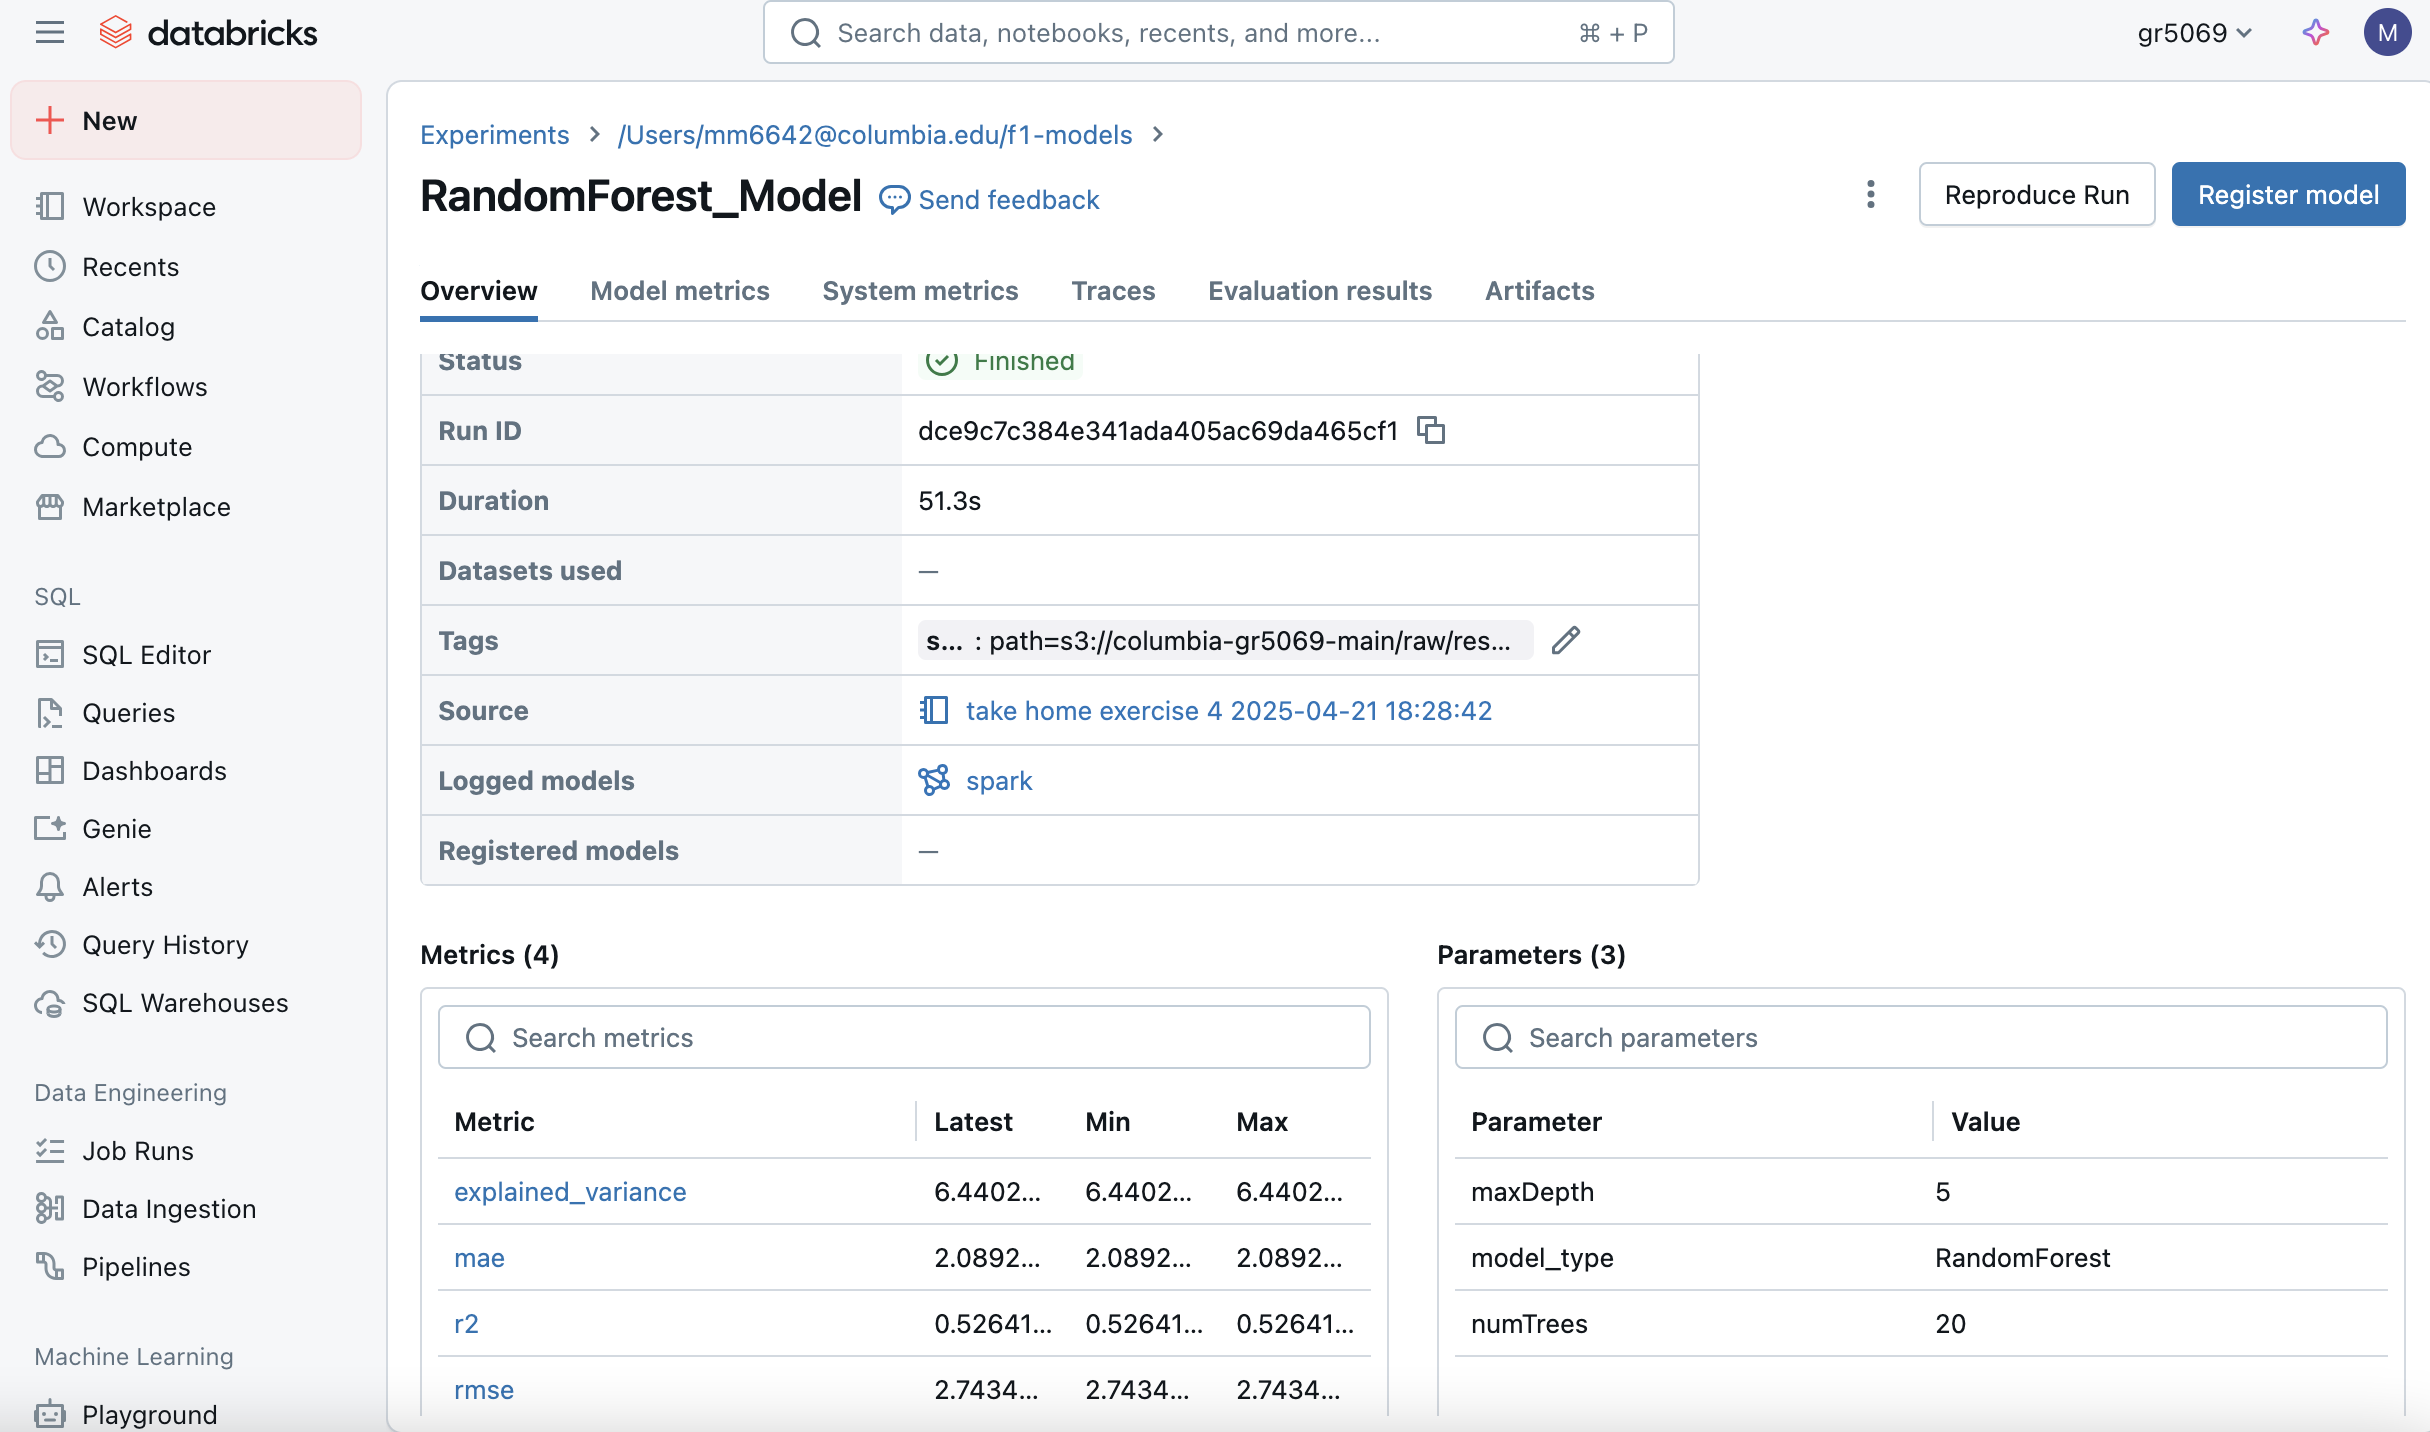 databricks
Search data, notebooks, recents, and more...
⌘ + P
gr5069
M
New
Workspace
Recents
Catalog
Workflows
Compute
Marketplace
SQL
SQL Editor
Queries
Dashboards
Genie
Alerts
Query History
SQL Warehouses
Data Engineering
Job Runs
Data Ingestion
Pipelines
Machine Learning
Playground
Experiments > /Users/mm6642@columbia.edu/f1-models >
RandomForest_Model
Send feedback
Reproduce Run
Register model
Overview
Model metrics
System metrics
Traces
Evaluation results
Artifacts
Status Finished
Run ID dce9c7c384e341ada405ac69da465cf1
Duration 51.3s
Datasets used —
Tags s... : path=s3://columbia-gr5069-main/raw/res...
Source take home exercise 4 2025-04-21 18:28:42
Logged models spark
Registered models —
Metrics (4)
Search metrics
Metric Latest Min Max
explained_variance 6.4402... 6.4402... 6.4402...
mae 2.0892... 2.0892... 2.0892...
r2 0.52641... 0.52641... 0.52641...
rmse 2.7434... 2.7434... 2.7434...
Parameters (3)
Search parameters
Parameter Value
maxDepth 5
model_type RandomForest
numTrees 20